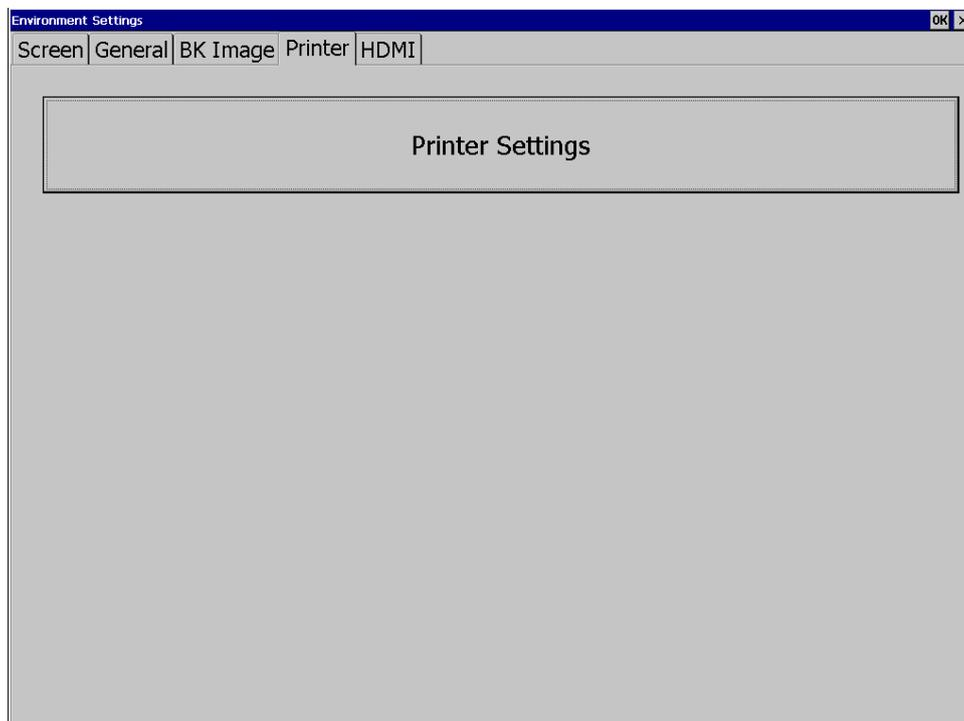 Environment Settings OK ×
Screen General BK Image Printer HDMI
Printer Settings